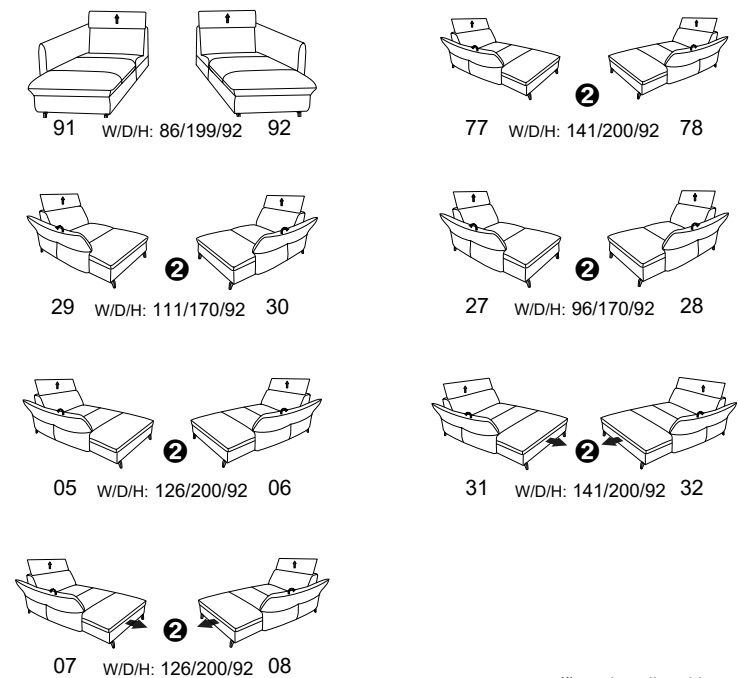 91 W/D/H: 86/199/92 92
❷
77 W/D/H: 141/200/92 78
❷
29 W/D/H: 111/170/92 30
❷
27 W/D/H: 96/170/92 28
❷
05 W/D/H: 126/200/92 06
❷
31 W/D/H: 141/200/92 32
❷
07 W/D/H: 126/200/92 08